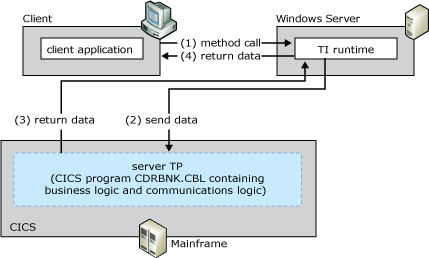 Client
Windows Server
client application
(1) method call
(4) return data
TI runtime
(3) return data
(2) send data
server TP
(CICS program CDRBNK.CBL containing
business logic and communications logic)
CICS
Mainframe